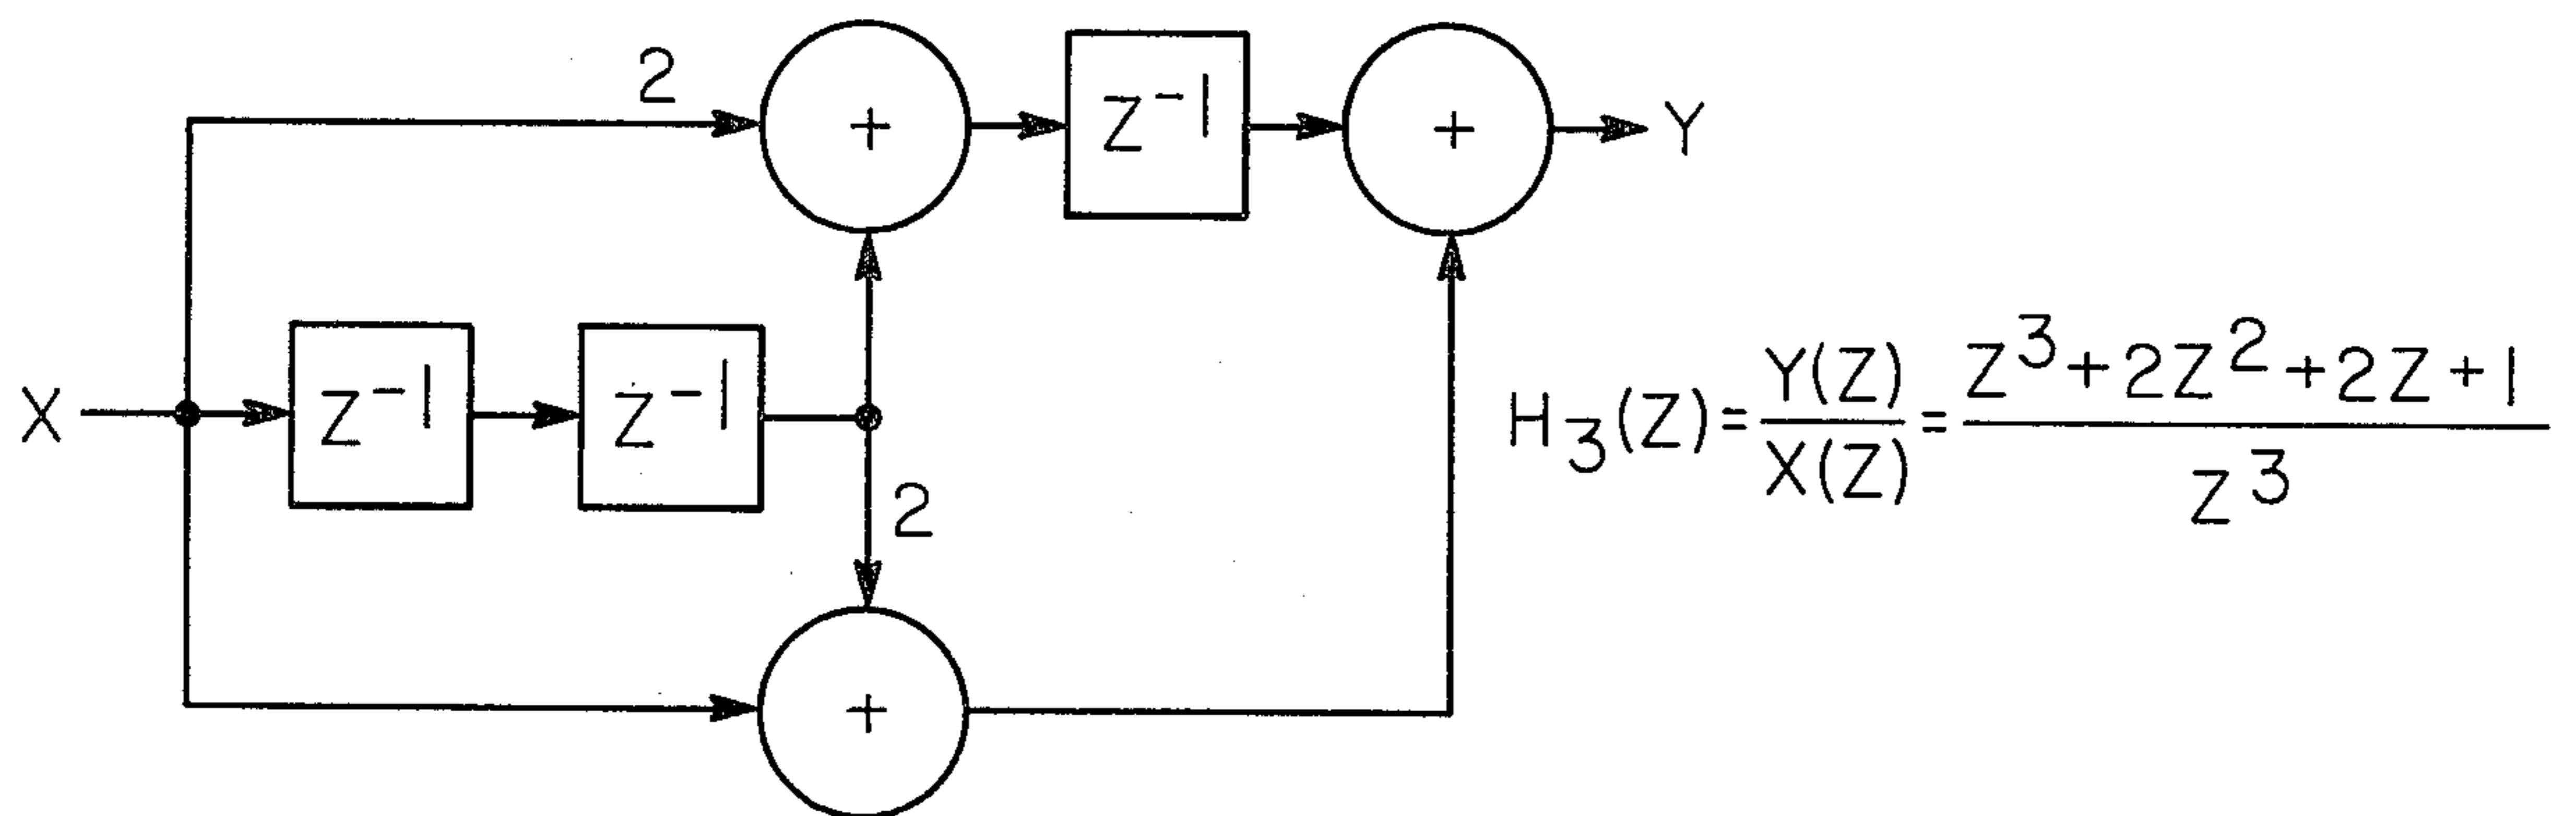 2
+
Z⁻¹
+
Y
X
Z⁻¹
Z⁻¹
2
+
H₃(Z)=Y(Z)/X(Z)=Z³+2Z²+2Z+1/Z³